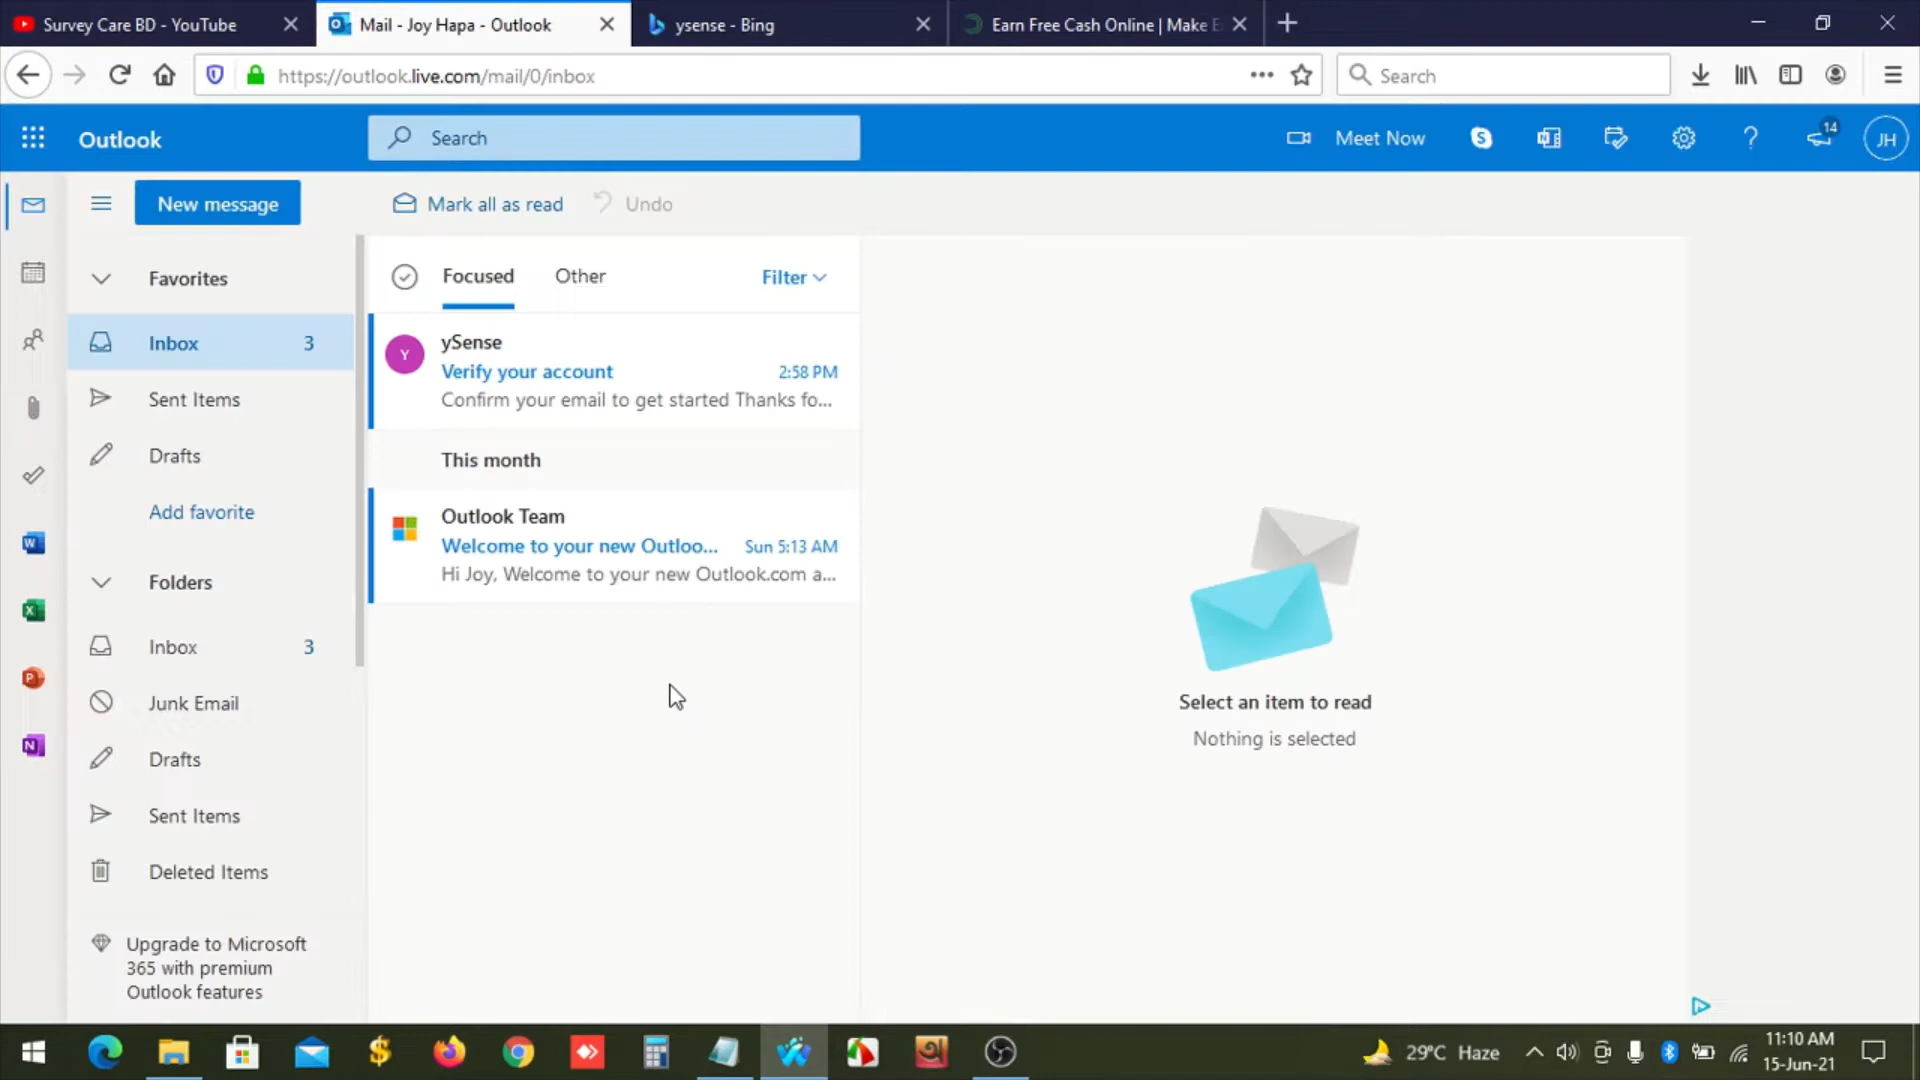 Survey Care BD - YouTube
Mail - Joy Hapa - Outlook
ysense - Bing
Earn Free Cash Online | Make E
https://outlook.live.com/mail/0/inbox
Search
Outlook
Search
Meet Now
14
JH
New message
Mark all as read
Undo
Favorites
Inbox 3
Sent Items
Drafts
Add favorite
Folders
Inbox 3
Junk Email
Drafts
Sent Items
Deleted Items
Upgrade to Microsoft
365 with premium
Outlook features
Focused
Other
Filter
Y
ySense
Verify your account 2:58 PM
Confirm your email to get started Thanks fo...
This month
Outlook Team
Welcome to your new Outloo... Sun 5:13 AM
Hi Joy, Welcome to your new Outlook.com a...
Select an item to read
Nothing is selected
W
X
P
N
29°C Haze
11:10 AM
15-Jun-21